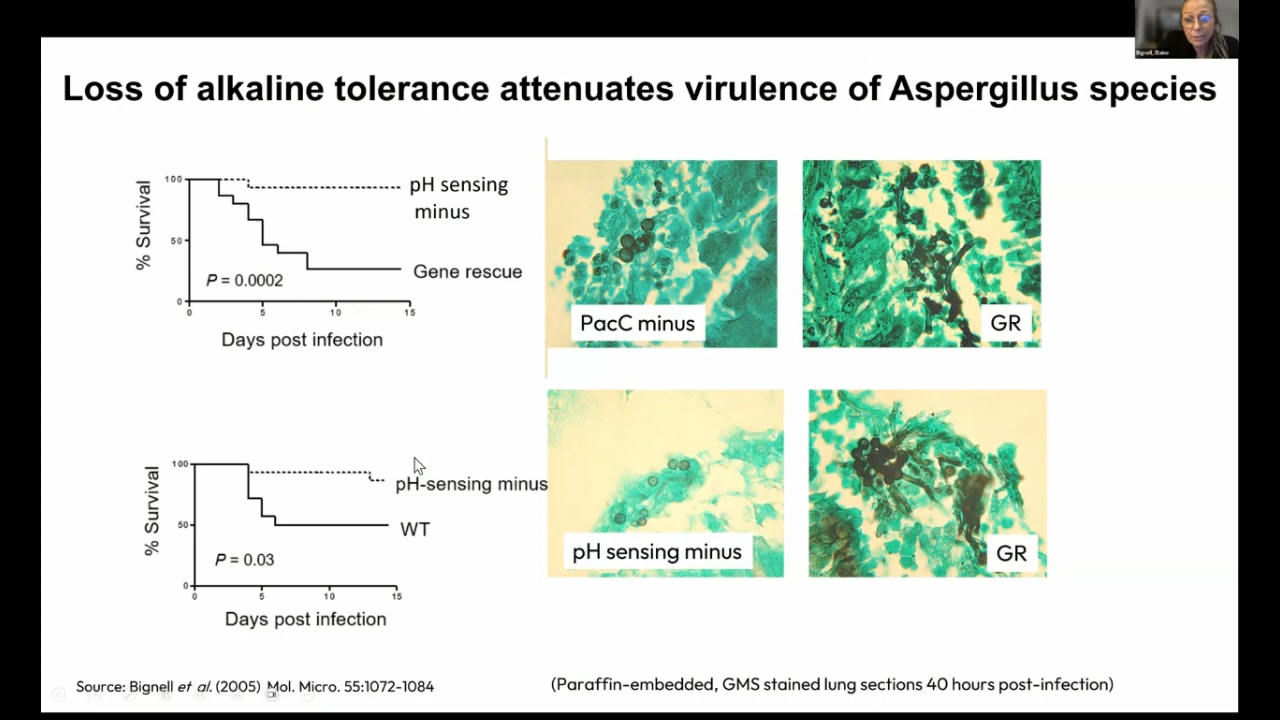 Bignell, Elaine
Loss of alkaline tolerance attenuates virulence of Aspergillus species
% Survival
100
50
0
0
5
10
15
pH sensing
minus
Gene rescue
P = 0.0002
Days post infection
PacC minus
GR
% Survival
100
50
0
0
5
10
15
pH-sensing minus
WT
P = 0.03
Days post infection
pH sensing minus
GR
Source: Bignell et al. (2005) Mol. Micro. 55:1072-1084
(Paraffin-embedded, GMS stained lung sections 40 hours post-infection)